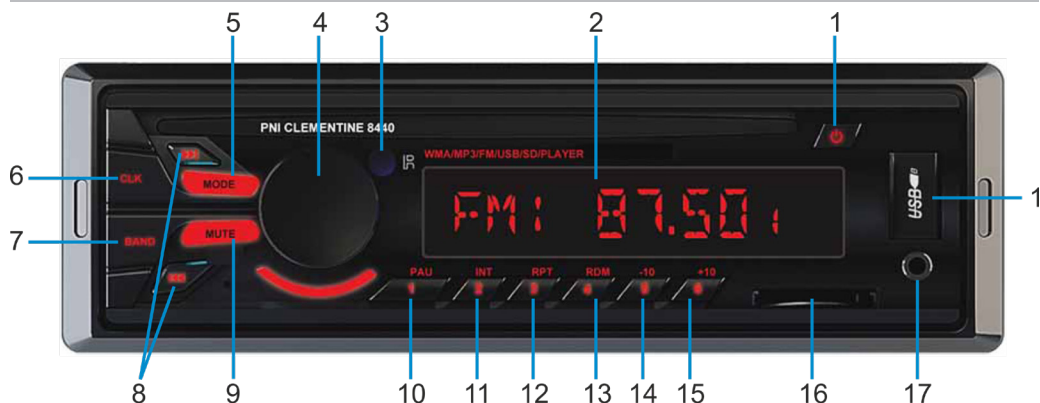 5 4 3 2 1
PNI CLEMENTINE 8440
WMA/MP3/FM/USB/SD/PLAYER
6 CLK
MODE
USB
1
FM: 87.50
7 BAND
MUTE
PAU INT RPT RDM -10 +10
1 2 3 4 5 6
8 9 10 11 12 13 14 15 16 17